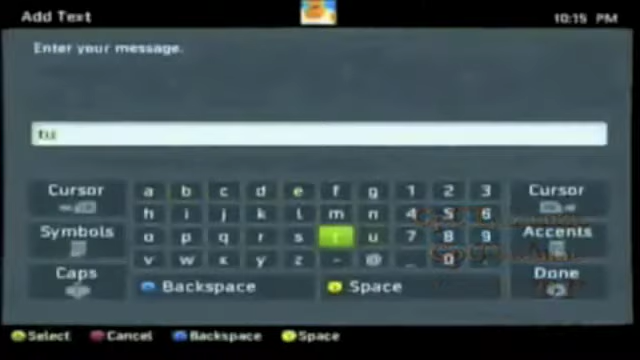 Add Text
10:15 PM
Enter your message.
tu
Cursor a b c d e f g 1 2 3 Cursor
h i j k l m n 4 5 6
Symbols o p q r s t u 7 8 9 Accents
v w x y z - @ _ 0 .
Caps Backspace Space Done
Select Cancel Backspace Space